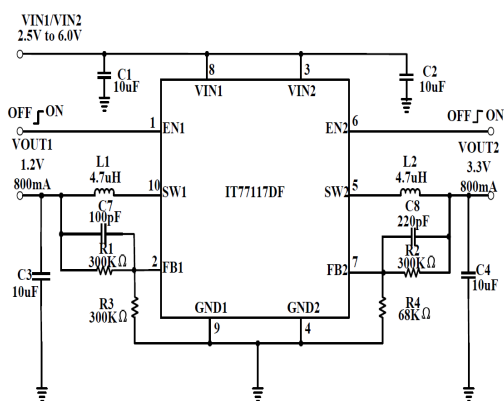 VIN1/VIN2
2.5V to 6.0V
C1
10uF
8
3
VIN1
VIN2
C2
10uF
OFF ON
1
EN1
EN2
6
OFF ON
VOUT1
1.2V
800mA
L1
4.7uH
10
SW1
IT77117DF
SW2
5
L2
4.7uH
VOUT2
3.3V
800mA
C7
100pF
R1
300KΩ
2
FB1
C8
220pF
R2
300KΩ
7
FB2
C3
10uF
R3
300KΩ
GND1
9
GND2
4
R4
68KΩ
C4
10uF